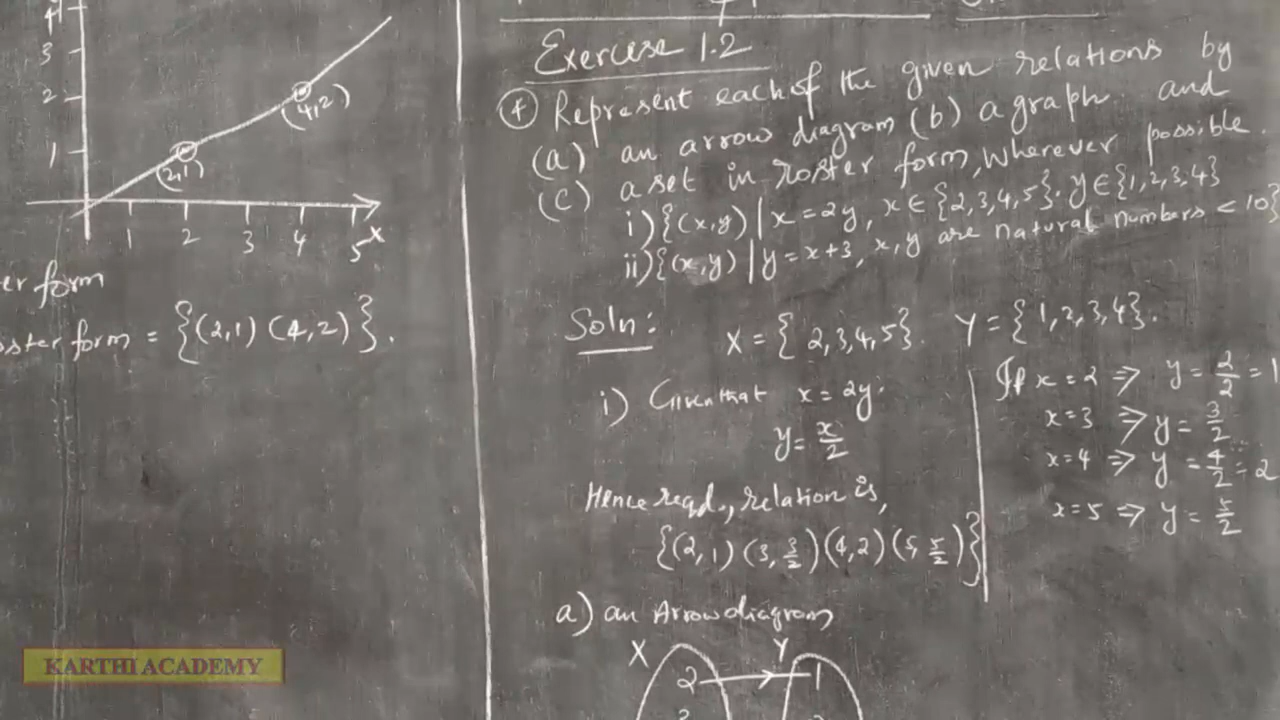 4
3
2
1
(4,2)
(2,1)
1 2 3 4 5 x
er form
oster form = {(2,1) (4,2)}.
Exercise 1.2
④ Represent each of the given relations by
(a) an arrow diagram (b) a graph and
(c) a set in roster form, wherever possible.
i) {(x,y) | x = 2y, x ∈ {2,3,4,5}. y ∈ {1,2,3,4}
ii) {(x,y) | y = x+3, x,y are natural numbers < 10}
Soln:
X = { 2,3,4,5}. Y = { 1,2,3,4}.
i) Given that x = 2y.
y = x/2
Hence reqd., relation is,
{(2,1) (3, 3/2) (4,2) (5, 5/2)}
If x = 2 ⇒ y = 2/2 = 1
x = 3 ⇒ y = 3/2
x = 4 ⇒ y = 4/2 = 2
x = 5 ⇒ y = 5/2
a) an Arrow diagram
X Y
2 1
KARTHI ACADEMY